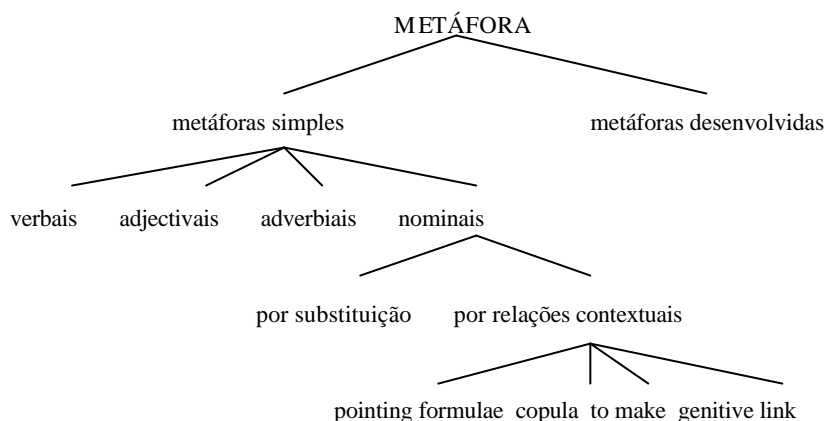 METÁFORA
metáforas simples metáforas desenvolvidas
verbais adjectivais adverbiais nominais
por substituição por relações contextuais
pointing formulae copula to make genitive link